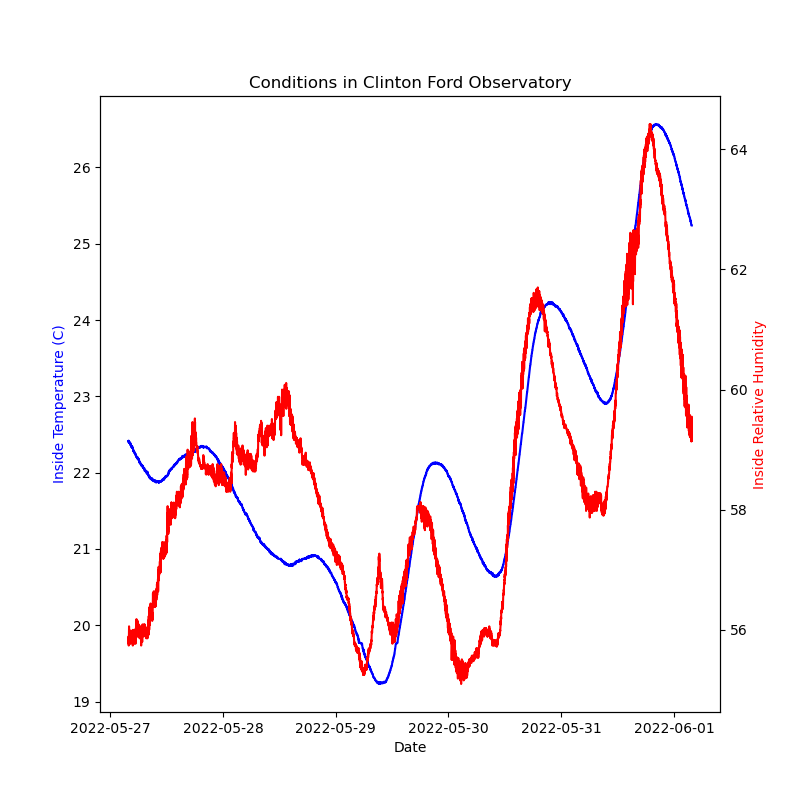 Conditions in Clinton Ford Observatory
Inside Temperature (C)
26
25
24
23
22
21
20
19
64
62
60
58
56
Inside Relative Humidity
2022-05-27 2022-05-28 2022-05-29 2022-05-30 2022-05-31 2022-06-01
Date